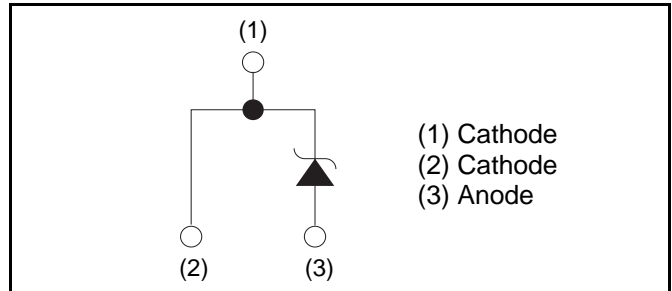 (1)
(1) Cathode
(2) Cathode
(3) Anode
(2) (3)